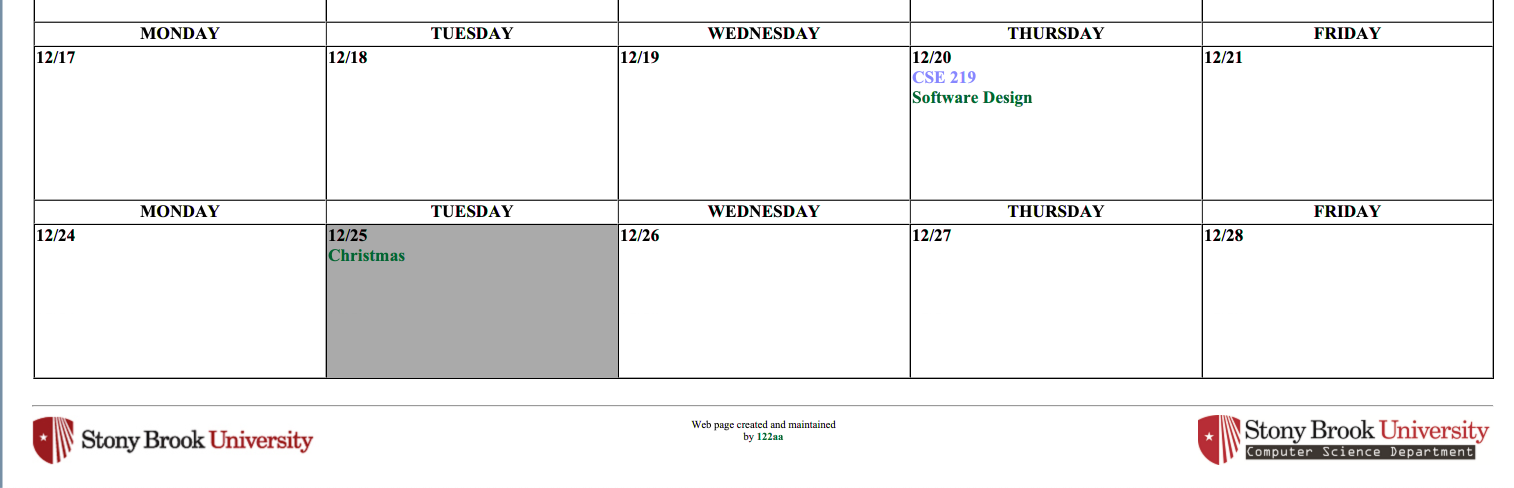 MONDAY TUESDAY WEDNESDAY THURSDAY FRIDAY
12/17 12/18 12/19 12/20 12/21
CSE 219
Software Design
MONDAY TUESDAY WEDNESDAY THURSDAY FRIDAY
12/24 12/25 12/26 12/27 12/28
Christmas
Stony Brook University
Web page created and maintained
by 122aa
Stony Brook University
Computer Science Department